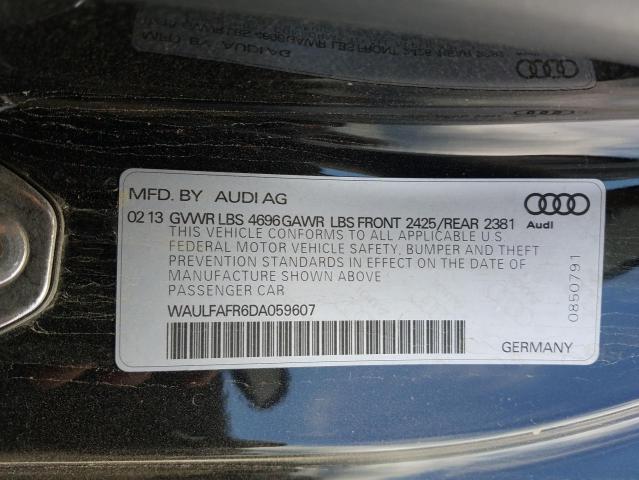 MFD. BY AUDI AG
02 13 GVWR LBS 4696 GAWR LBS FRONT 2425/REAR 2381
THIS VEHICLE CONFORMS TO ALL APPLICABLE U.S
FEDERAL MOTOR VEHICLE SAFETY, BUMPER AND THEFT
PREVENTION STANDARDS IN EFFECT ON THE DATE OF
MANUFACTURE SHOWN ABOVE
PASSENGER CAR
WAULFAFR6DA059607
GERMANY
Audi
0850791